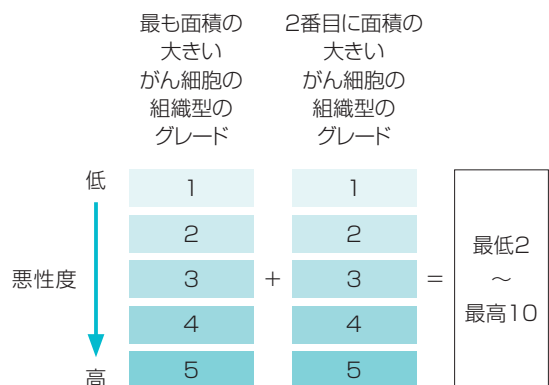 最も面積の
大きい
がん細胞の
組織型の
グレード
2番目に面積の
大きい
がん細胞の
組織型の
グレード
低
悪性度
高
1
2
3
4
5
+
1
2
3
4
5
=
最低2
~
最高10